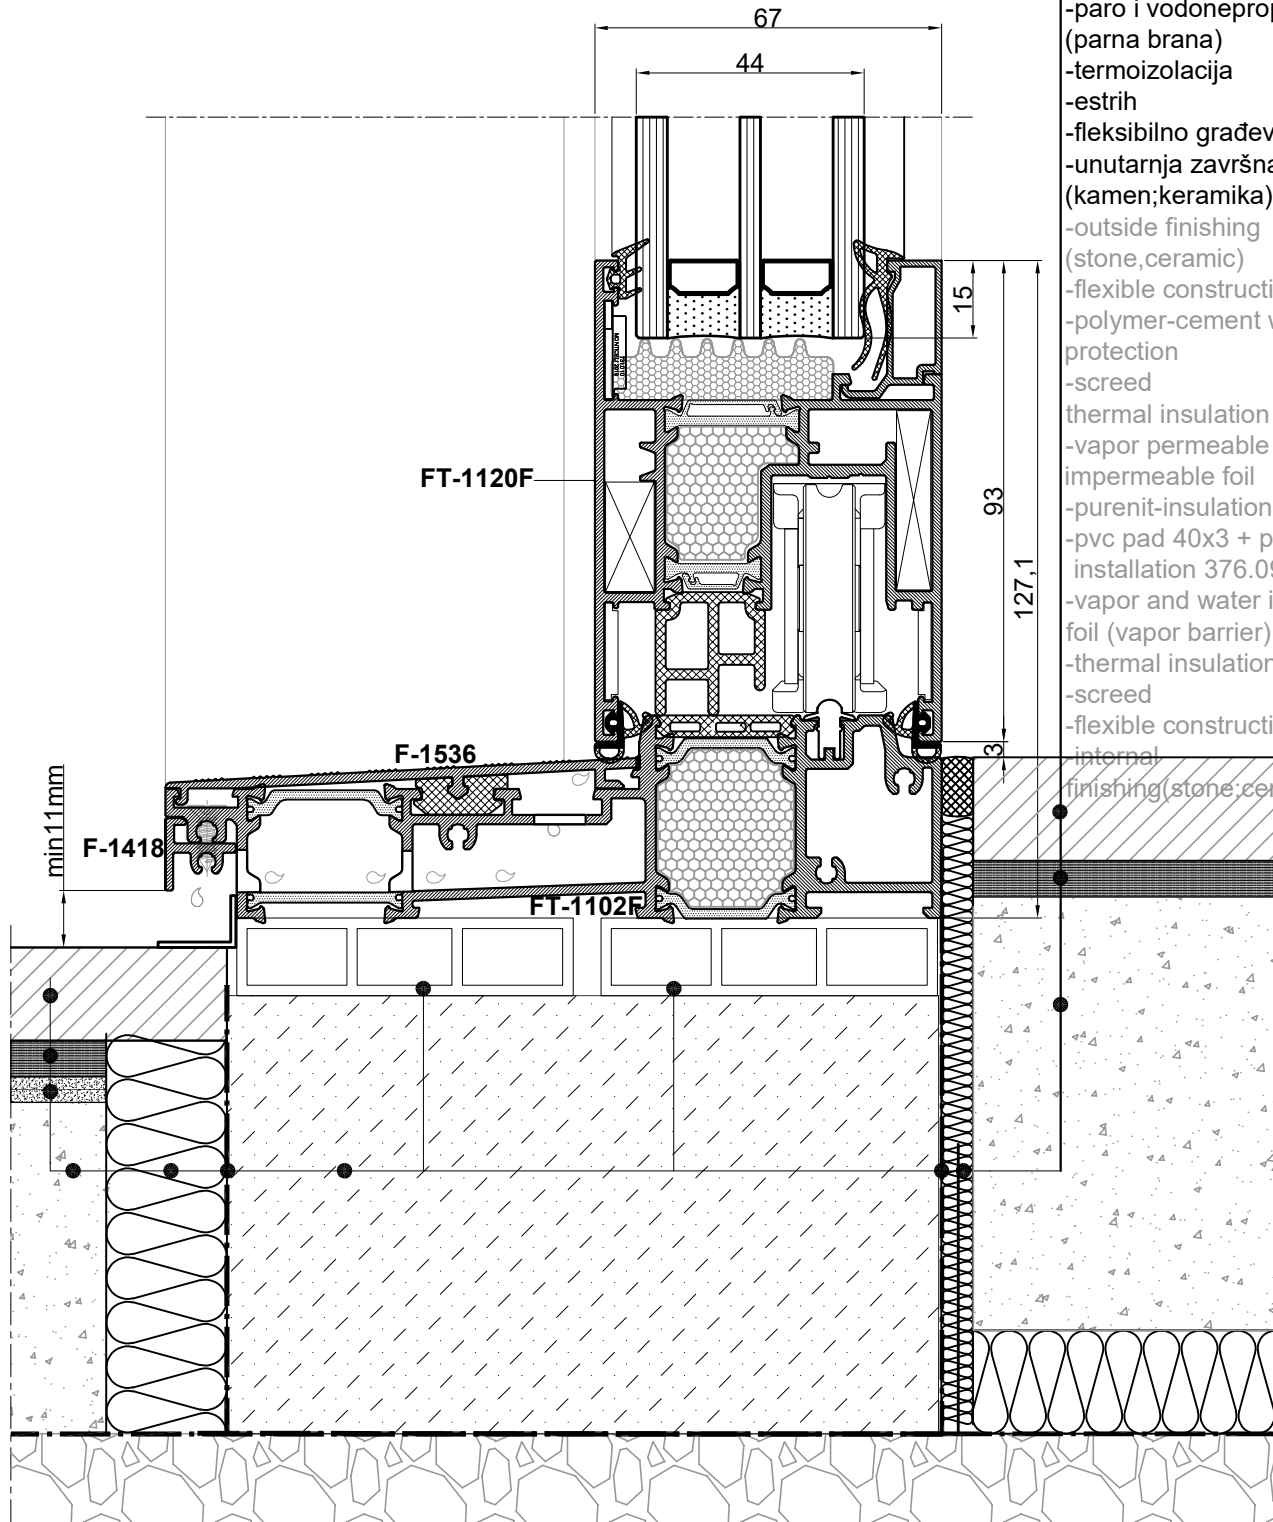 67
44
-paro i vodoneprop
(parna brana)
-termoizolacija
-estrih
-fleksibilno građev
-unutarnja završna
(kamen;keramika)
-outside finishing
(stone,ceramic)
-flexible constructi
-polymer-cement w
protection
-screed
thermal insulation
-vapor permeable
impermeable foil
-purenit-insulation
-pvc pad 40x3 + p
installation 376.09
-vapor and water i
foil (vapor barrier)
-thermal insulation
-screed
-flexible constructi
-internal
finishing(stone;cer
15
93
127,1
3
FT-1120F
F-1536
F-1418
FT-1102F
min11mm